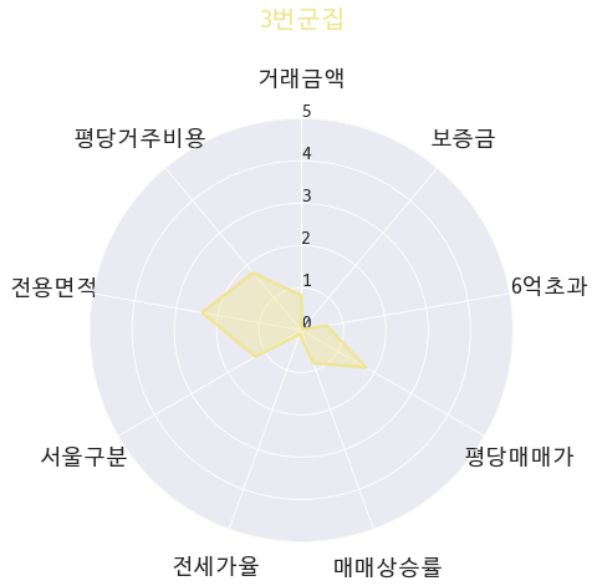 3번군집
거래금액
5
평당거주비용
보증금
4
3
2
전용면적
6억초과
1
0
서울구분
평당매매가
전세가율
매매상승률